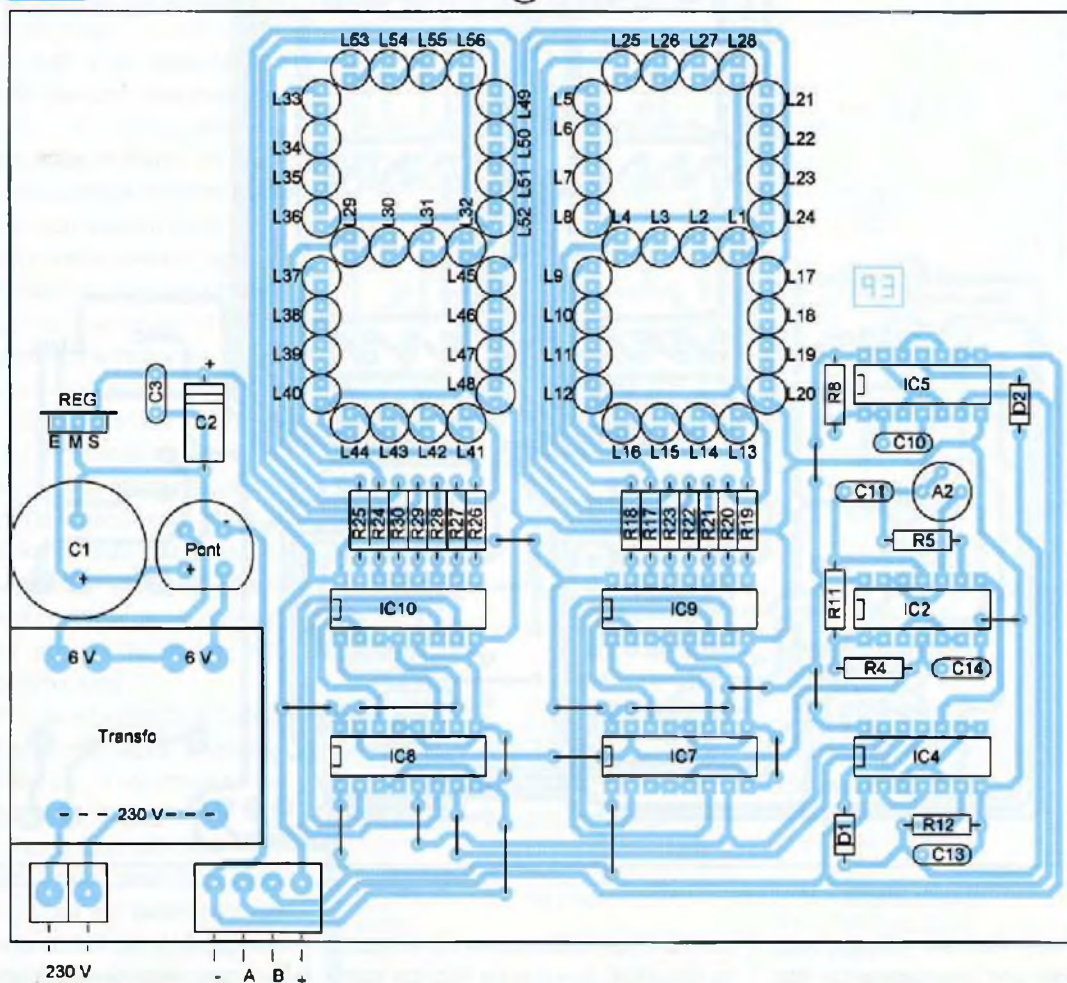 L53 L54 L55 L56
L25 L26 L27 L28
L33
L49
L5
L21
L6
L34
L50
L22
L35
L51
L7
L23
L36
L29
L30
L31
L32
L52
L8
L4 L3 L2 L1
L24
L37
L45
L9
L17
L38
L46
L10
L18
L39
L47
L11
L19
L40
L48
L12
L20
L44 L43 L42 L41
L16 L15 L14 L13
EP
REG
E M S
C3
+
C2
R8
IC5
D2
C10
C11
A2
R5
C1
+
Pont
-
+
R25 R24 R30 R29 R28 R27 R26
R18 R17 R23 R22 R21 R20 R19
IC10
IC9
R11
IC2
R4
C14
6 V
6 V
Transfo
230 V
IC8
IC7
IC4
D1
R12
C13
230 V
- A B +